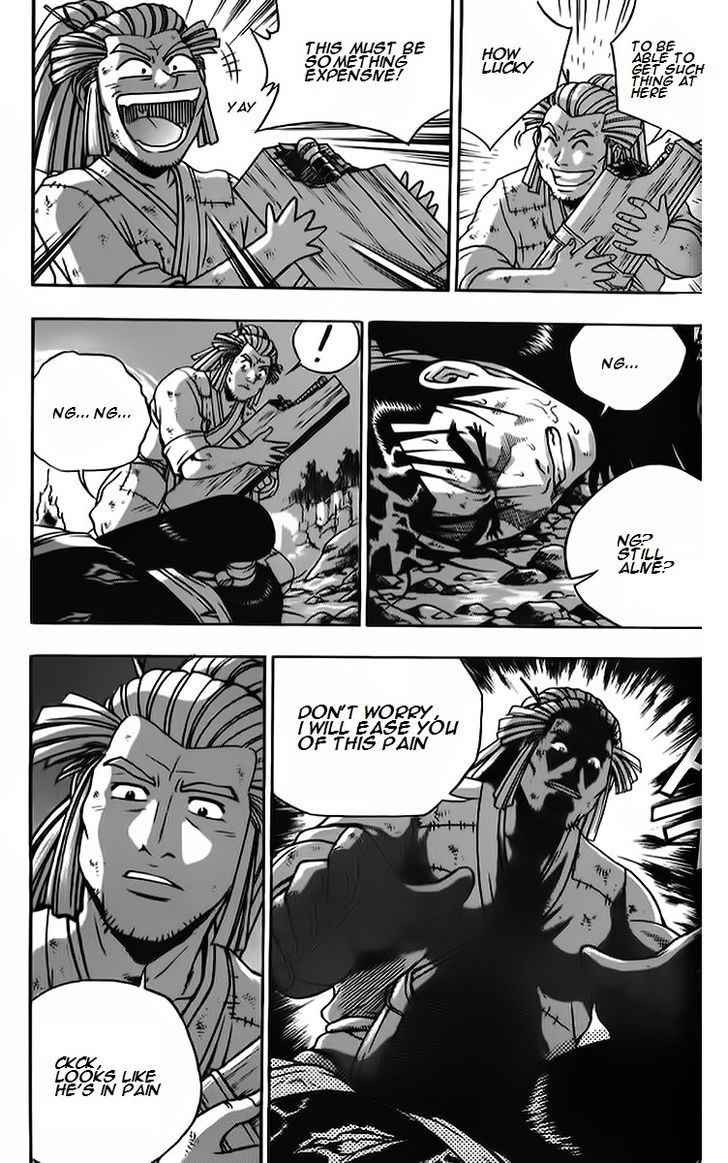 THIS MUST BE
SOMETHING
EXPENSIVE!
YAY
HOW
LUCKY
TO BE
ABLE TO
GET SUCH
THING AT
HERE
NG... NG...
!
NG...
NG?
STILL
ALIVE?
CKCK,
LOOKS LIKE
HE'S IN PAIN
DON'T WORRY,
I WILL EASE YOU
OF THIS PAIN